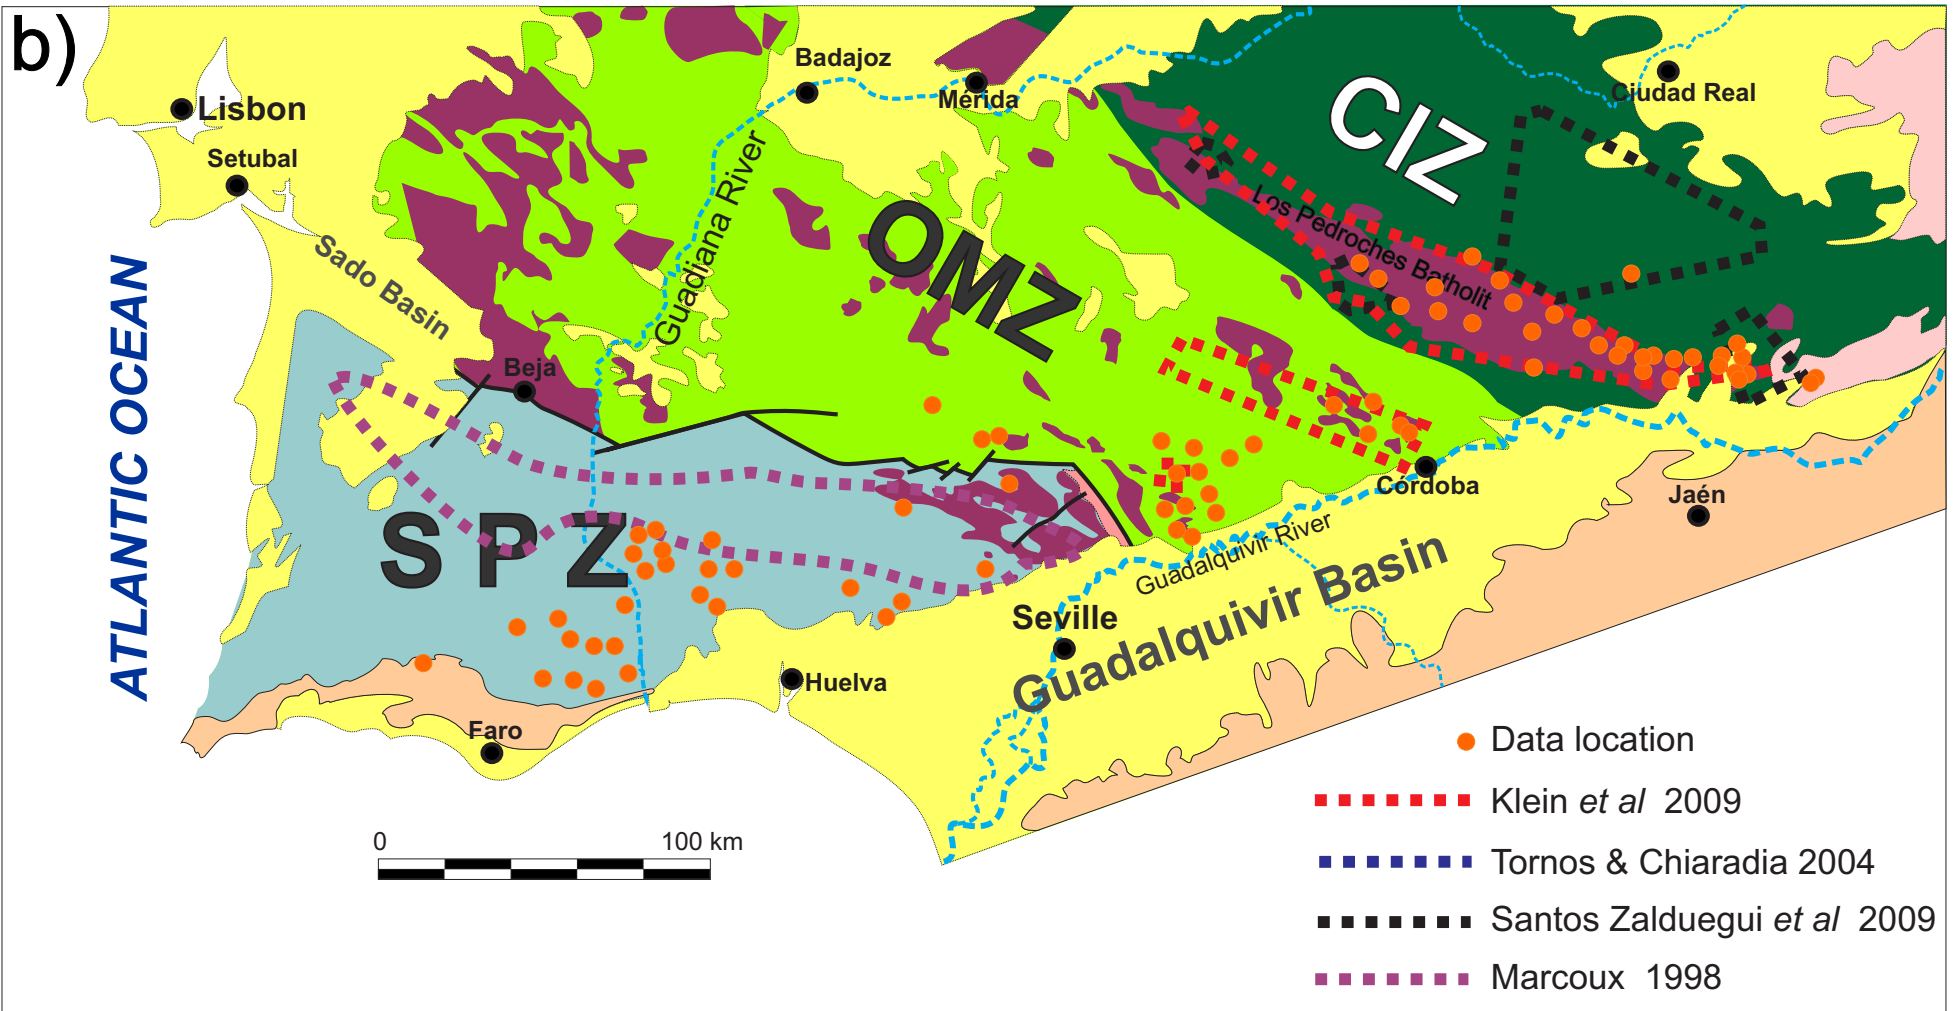 b)
Badajoz
Mérida
Ciudad Real
Lisbon
Setubal
CIZ
Guadiana River
OMZ
Los Pedroches Batholit
Sado Basin
ATLANTIC OCEAN
Beja
Córdoba
Jaén
SPZ
Guadalquivir River
Guadalquivir Basin
Seville
Huelva
Faro
Data location
Klein et al 2009
Tornos & Chiaradia 2004
Santos Zalduegui et al 2009
Marcoux 1998
0 100 km